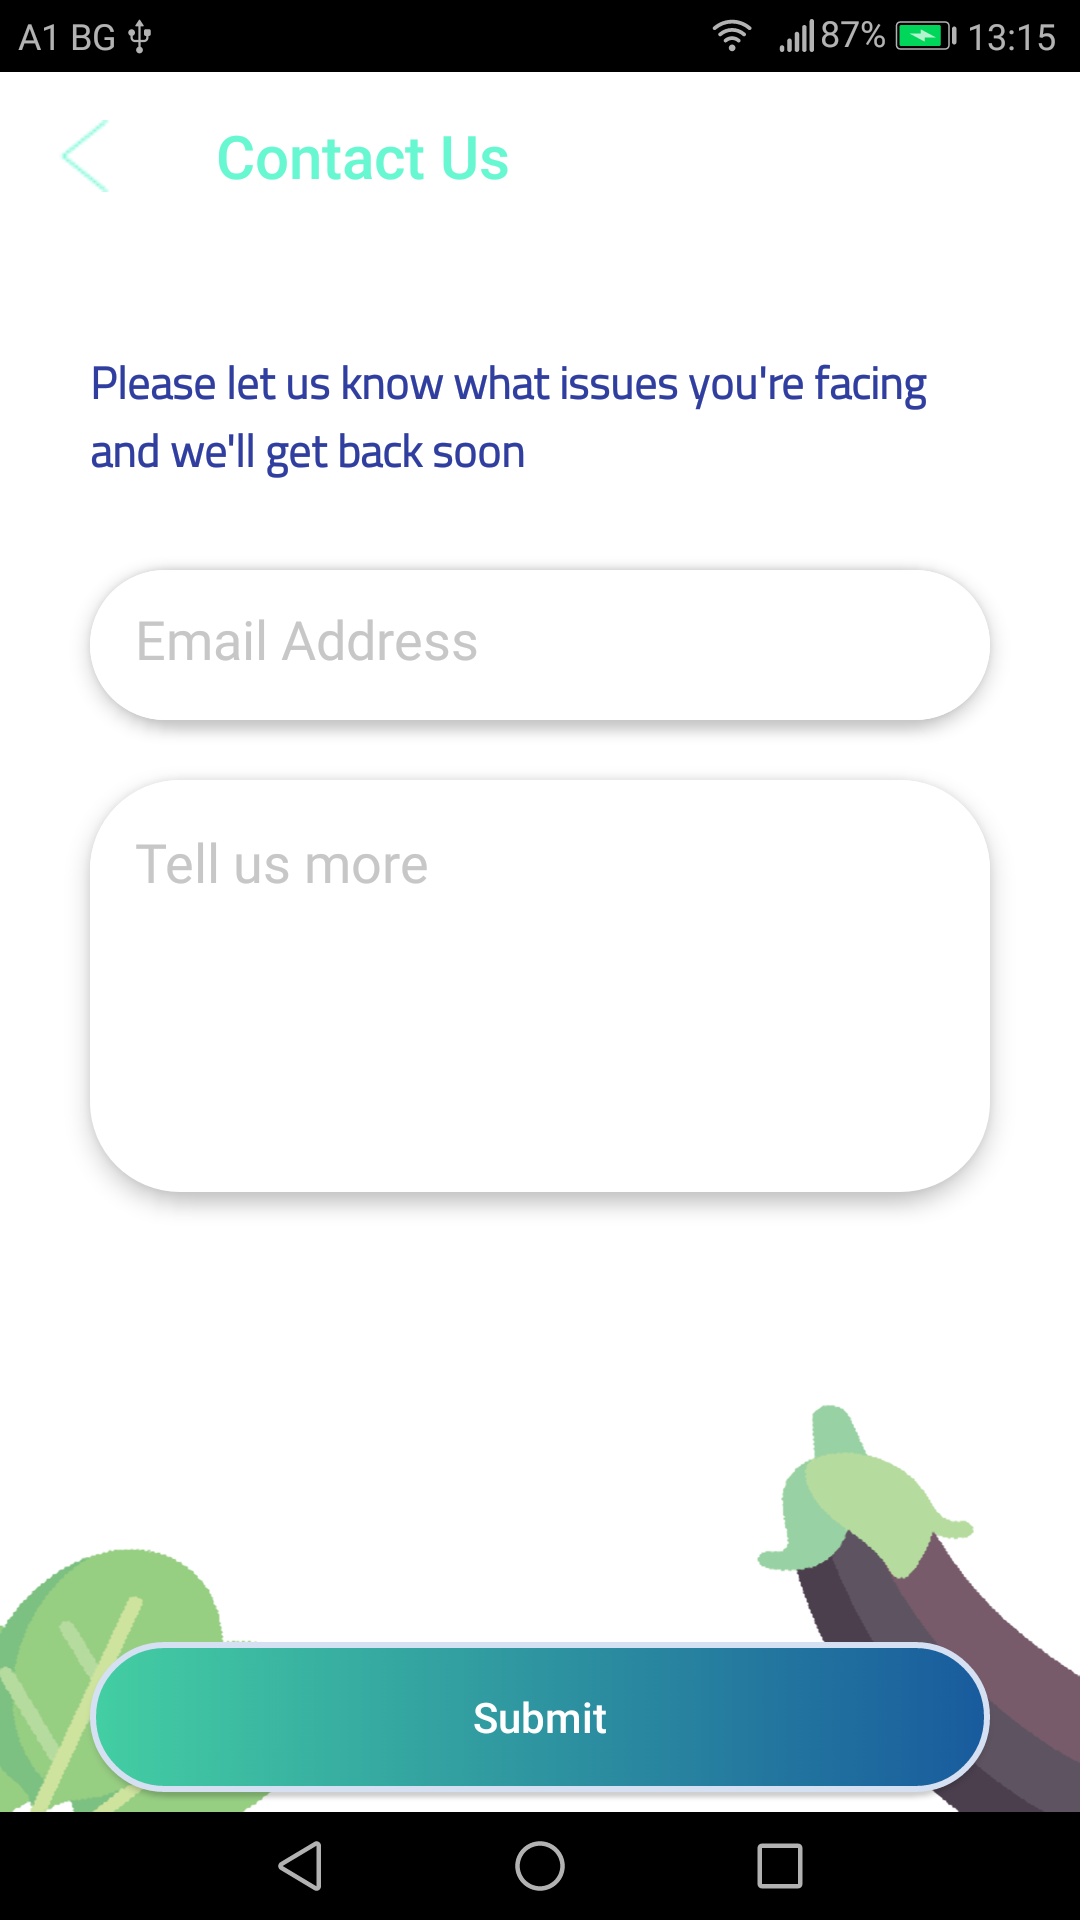 A1 BG 87% 13:15
Contact Us
Please let us know what issues you're facing
and we'll get back soon
Email Address
Tell us more
Submit